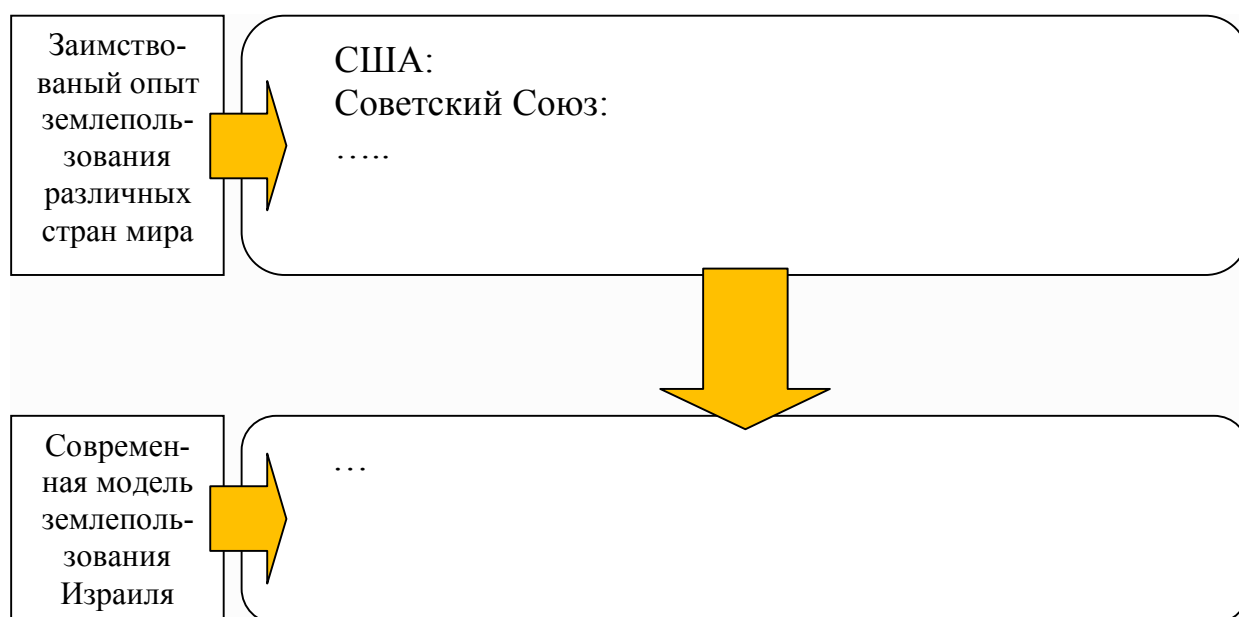 Заимство-
ваный опыт
землеполь-
зования
различных
стран мира
США:
Советский Союз:
…..
Современ-
ная модель
землеполь-
зования
Израиля
…